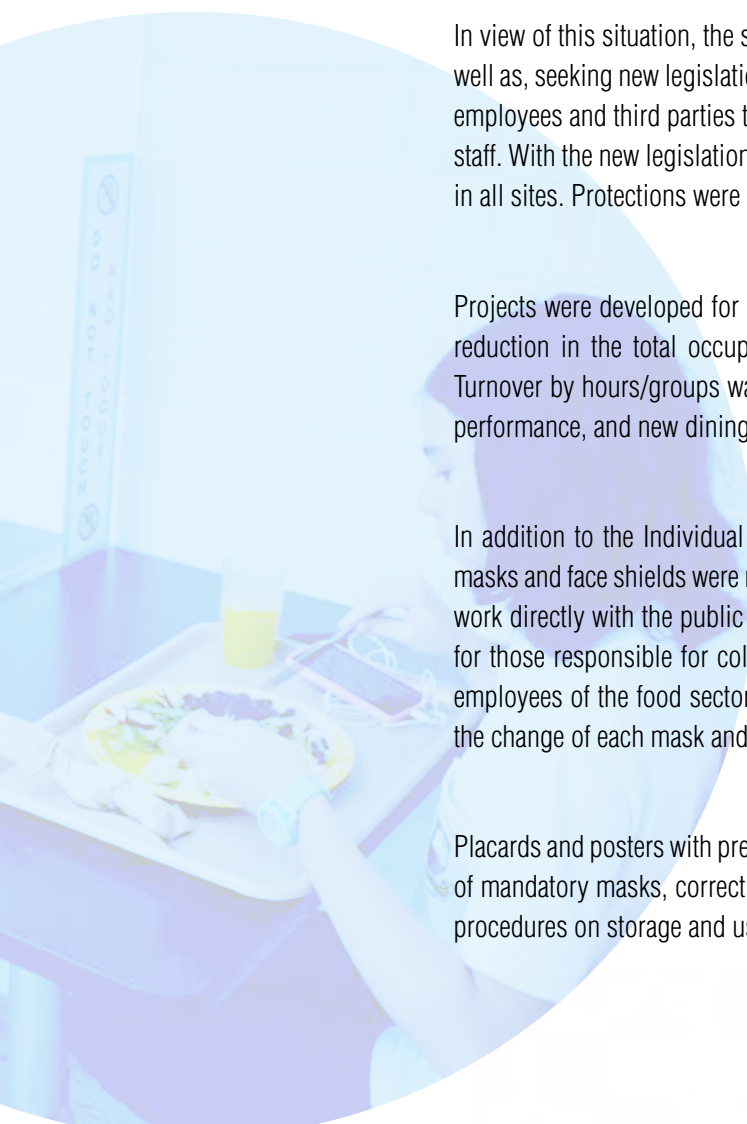 In view of this situation, the s
well as, seeking new legislati
employees and third parties t
staff. With the new legislation
in all sites. Protections were
Projects were developed for
reduction in the total occup
Turnover by hours/groups wa
performance, and new dining
In addition to the Individual
masks and face shields were
work directly with the public
for those responsible for col
employees of the food sector
the change of each mask and
Placards and posters with pre
of mandatory masks, correct
procedures on storage and us
DO NOT TOUCH